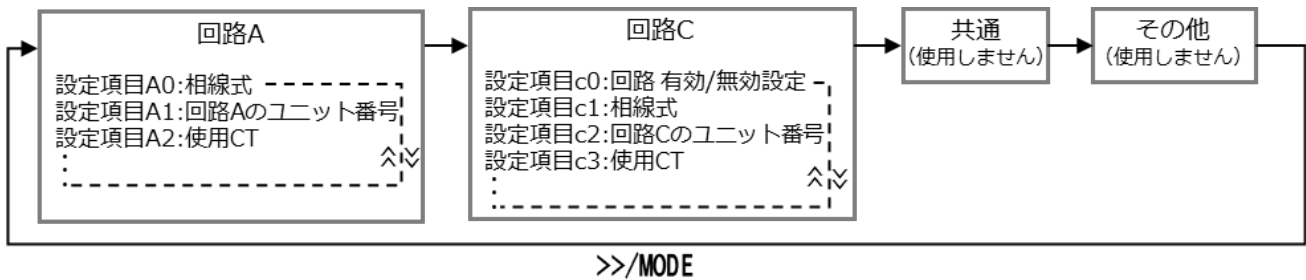 回路A
設定項目A0:相線式
設定項目A1:回路Aのユニット番号
設定項目A2:使用CT
:
回路C
設定項目c0:回路 有効/無効設定
設定項目c1:相線式
設定項目c2:回路Cのユニット番号
設定項目c3:使用CT
:
共通
(使用しません)
その他
(使用しません)
>>/MODE